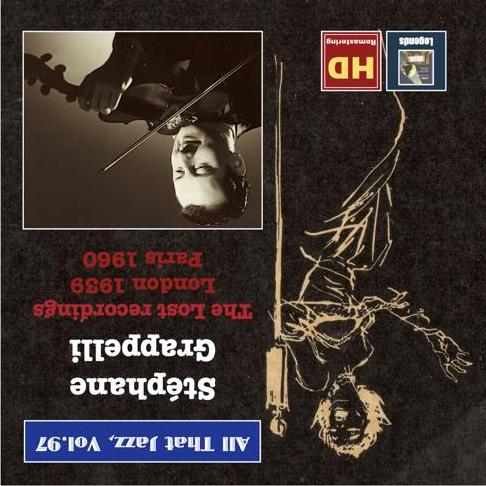 All That Jazz, Vol.97
Stéphane
Grappelli
The Lost recordings
London 1939
Paris 1960
HD
Remastering
Legends